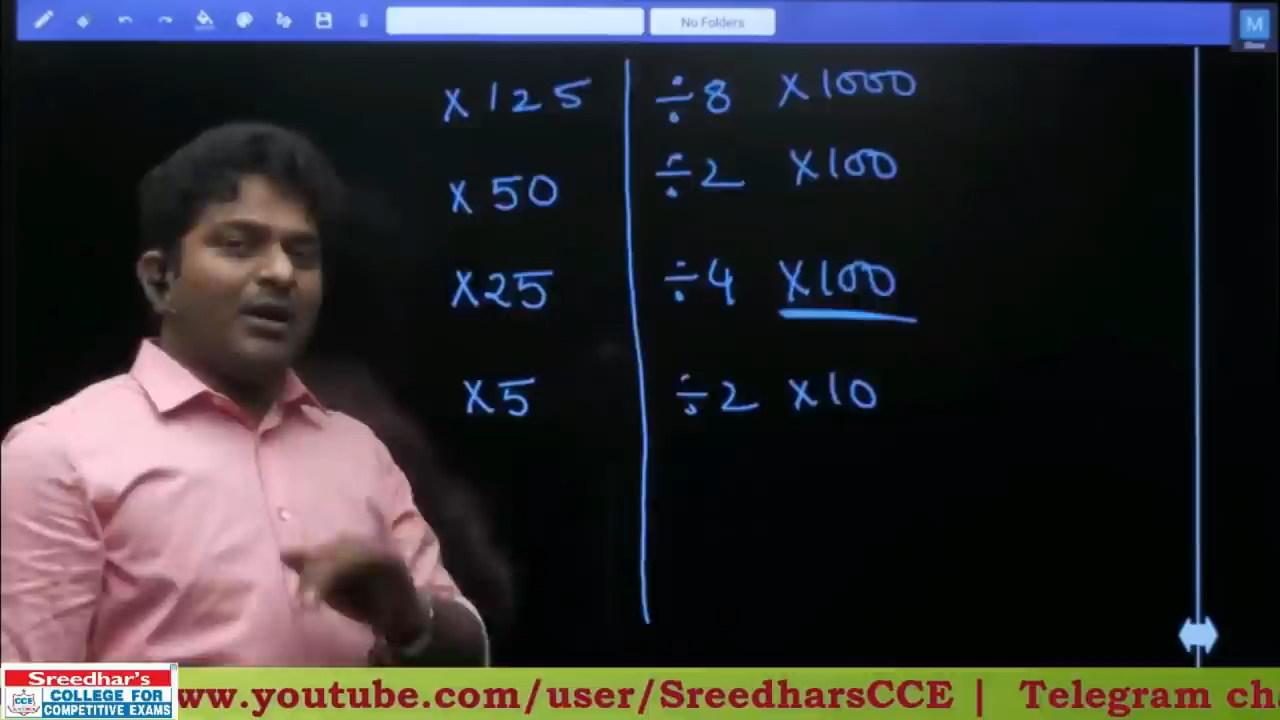 No Folders
M
×125 ÷8 ×1000
×50 ÷2 ×100
×25 ÷4 ×100
×5 ÷2 ×10
Sreedhar's
CCE
COLLEGE FOR
COMPETITIVE EXAMS
www.youtube.com/user/SreedharsCCE | Telegram ch